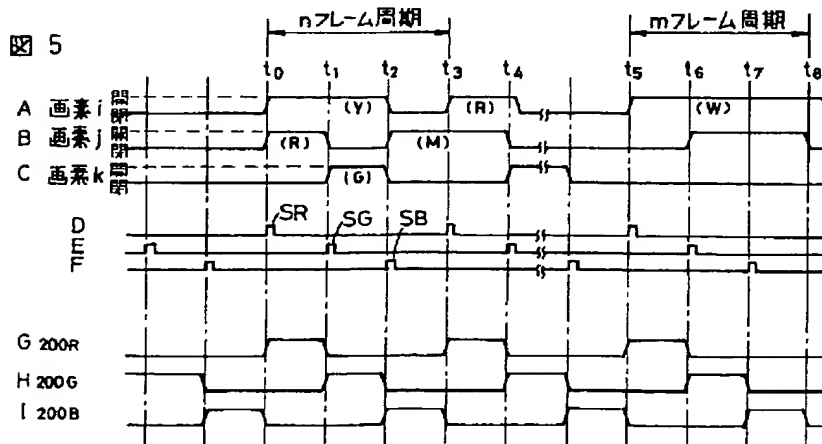 図 5
nフレーム周期
mフレーム周期
t0 t1 t2 t3 t4 t5 t6 t7 t8
A 画素i 開 閉 (Y) (R) (W)
B 画素j 開 閉 (R) (M)
C 画素k 開 閉 (G)
D SR
E SG
F SB
G 200R
H 200G
I 200B